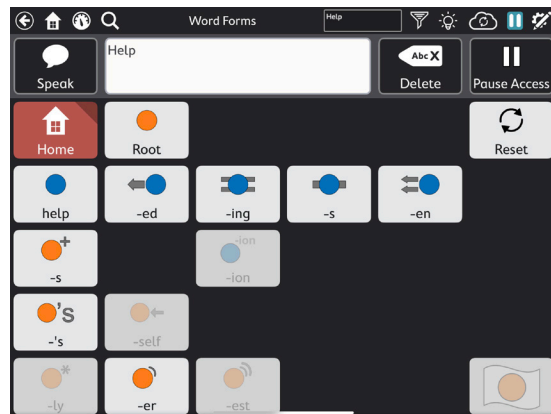 Word Forms
Help
Speak
Help
Abc X
Delete
Pause Access
Home
Root
Reset
help
-ed
-ing
-s
-en
+
-s
-ion
-ion
's
-'s
-self
*
-ly
-er
-est